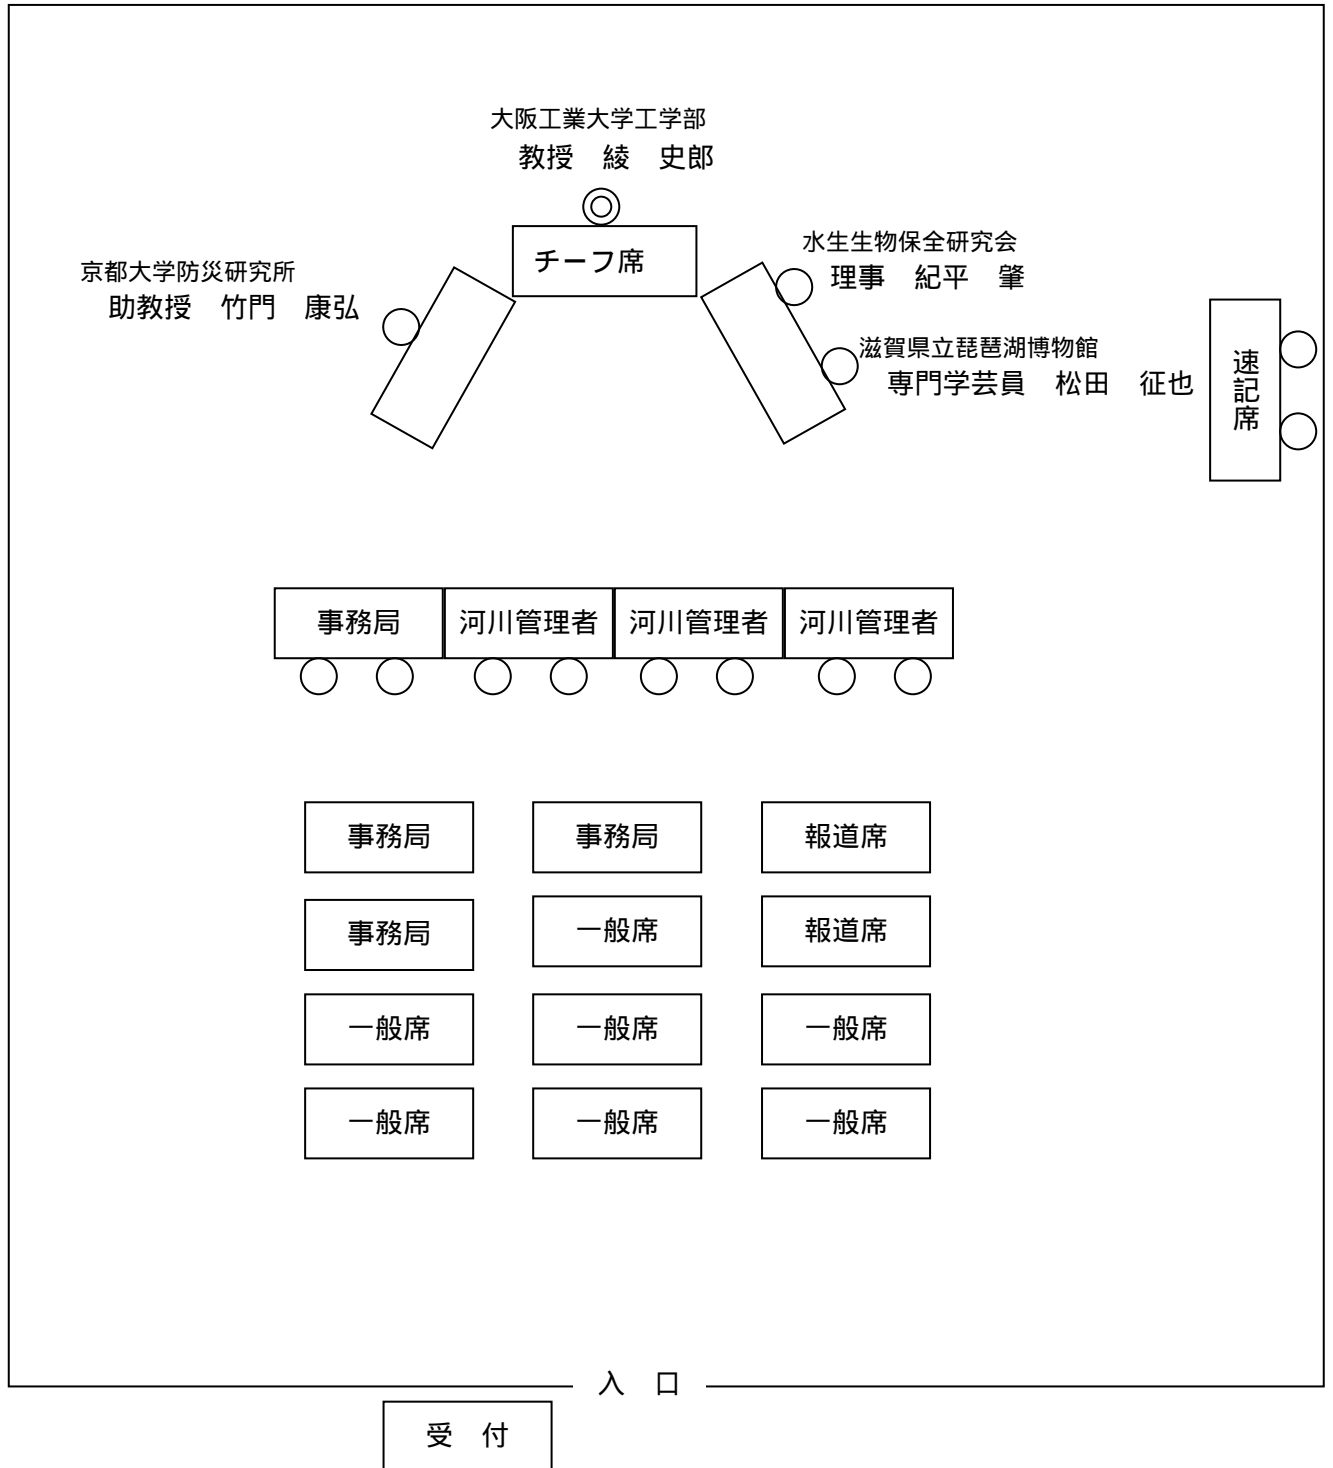 大阪工業大学工学部
教授　綾　史郎
チーフ席
水生生物保全研究会
理事　紀平　肇
京都大学防災研究所
助教授　竹門　康弘
滋賀県立琵琶湖博物館
専門学芸員　松田　征也
速記席
事務局　河川管理者　河川管理者　河川管理者
事務局　事務局　報道席
事務局　一般席　報道席
一般席　一般席　一般席
一般席　一般席　一般席
入　口
受　付